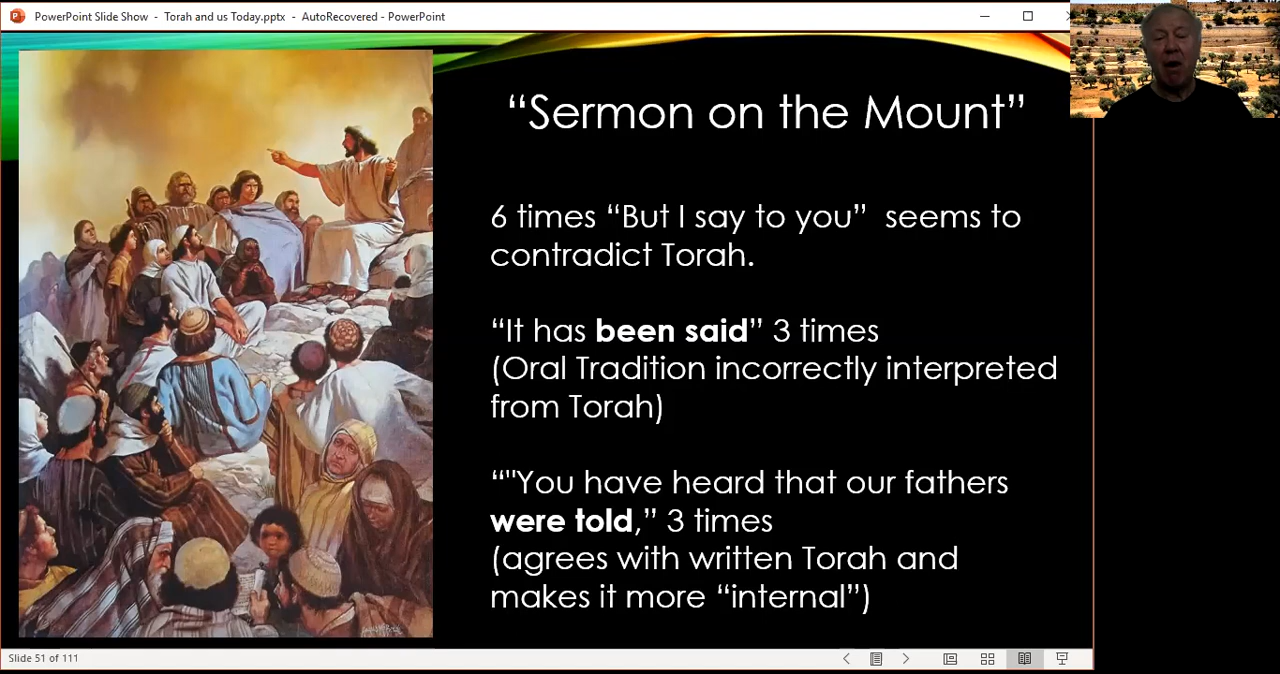 PowerPoint Slide Show - Torah and us Today.pptx - AutoRecovered - PowerPoint
“Sermon on the Mount”
6 times “But I say to you” seems to
contradict Torah.
“It has been said” 3 times
(Oral Tradition incorrectly interpreted
from Torah)
“"You have heard that our fathers
were told,” 3 times
(agrees with written Torah and
makes it more “internal”)
Slide 51 of 111